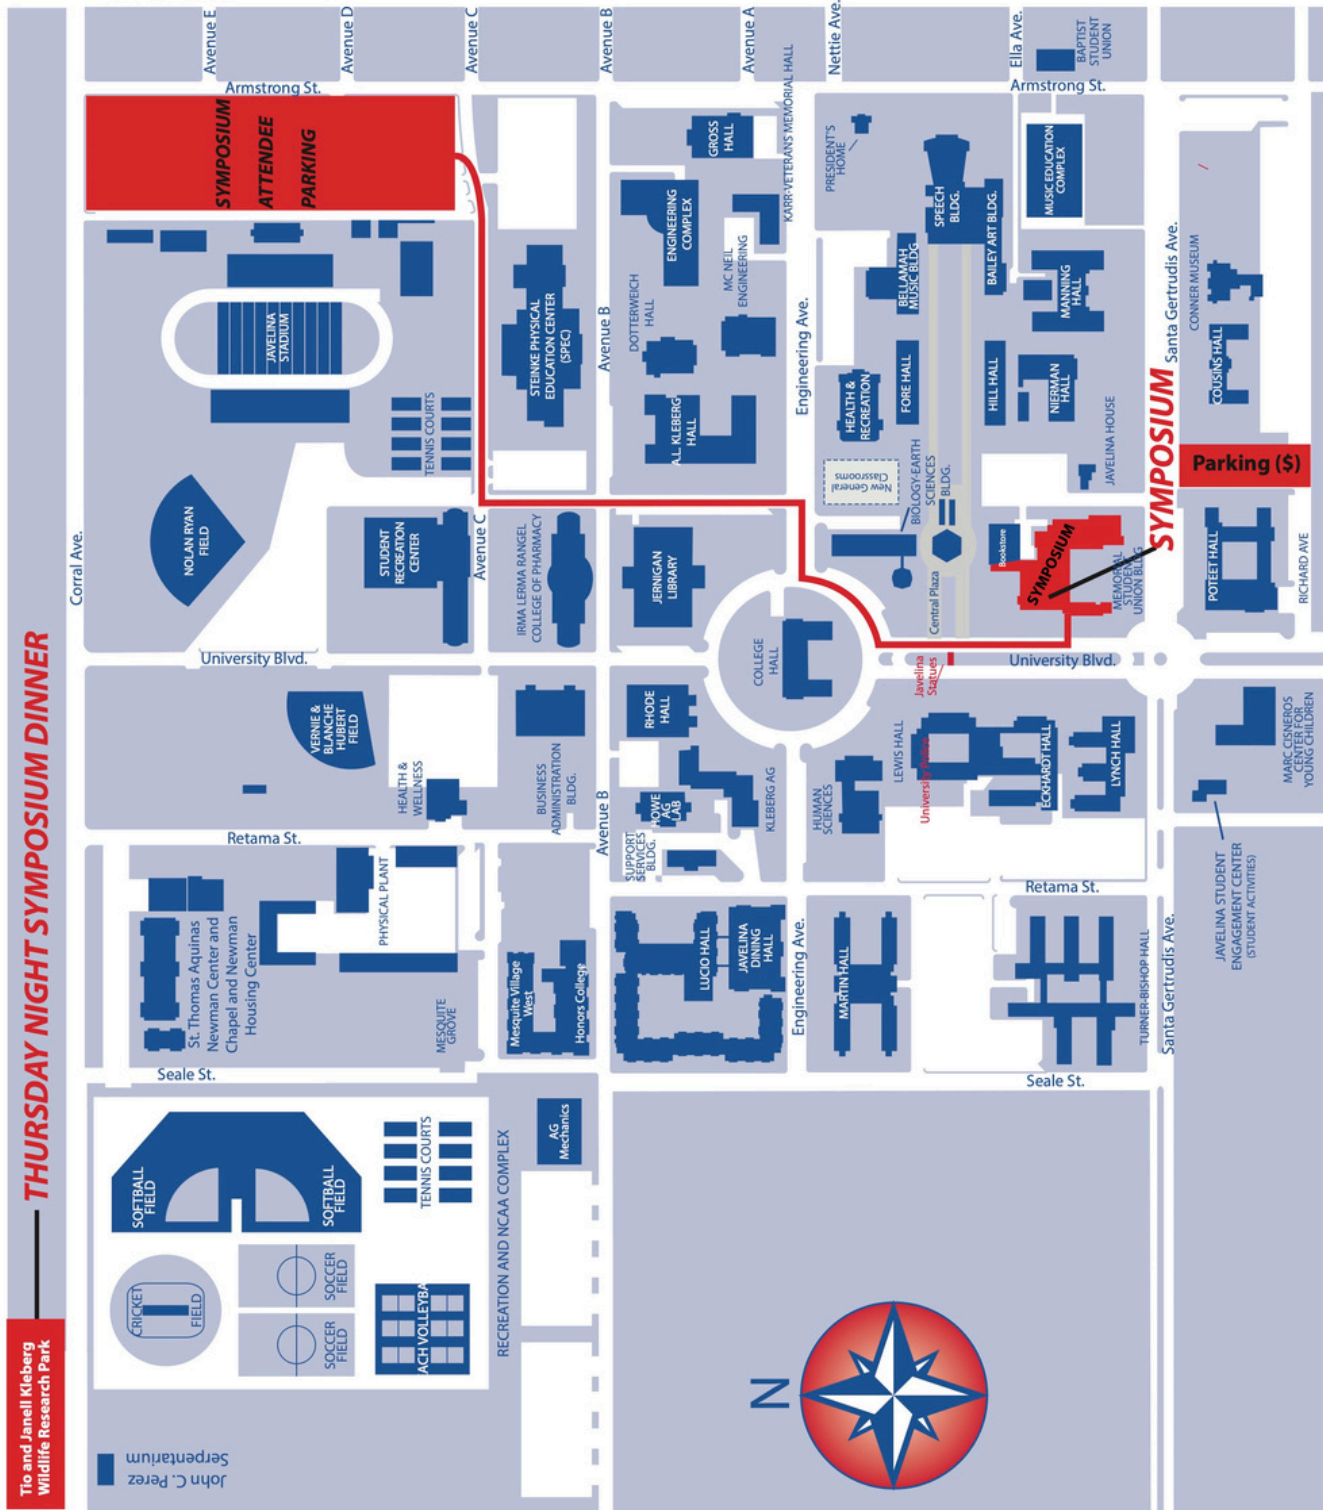 Tio and Janell Kleberg
Wildlife Research Park
THURSDAY NIGHT SYMPOSIUM DINNER
Avenue E
Avenue D
Avenue C
Avenue B
Avenue A
Nettie Ave.
Ella Ave.
BAPTIST
STUDENT
UNION
Armstrong St.
Armstrong St.
SYMPOSIUM
ATTENDEE
PARKING
GROSS
HALL
KARR-VETERANS MEMORIAL HALL
PRESIDENT'S
HOME
SPEECH
BLDG.
MUSIC EDUCATION
COMPLEX
ENGINEERING
COMPLEX
BAILEY ART BLDG.
Santa Gertrudis Ave.
CONNER MUSEUM
MC NEIL
ENGINEERING
DOTTERWEICH
HALL
BELLAMAH
MUSIC BLDG
MANNING
HALL
STEINKE PHYSICAL
EDUCATION CENTER
(SPEC)
JAVELINA
STADIUM
Avenue B
Engineering Ave.
HEALTH &
RECREATION
FORE HALL
HILL HALL
NIERMAN
HALL
COUSINS HALL
A.L. KLEBERG
HALL
TENNIS COURTS
JAVELINA HOUSE
SYMPOSIUM
Parking ($)
New General
Classrooms
BIOLOGY-EARTH
SCIENCES
BLDG.
Corral Ave.
NOLAN RYAN
FIELD
STUDENT
RECREATION
CENTER
Avenue C
IRMA LERMA RANGEL
COLLEGE OF PHARMACY
JERNIGAN
LIBRARY
Central Plaza
Bookstore
SYMPOSIUM
MEMORIAL
STUDENT
UNION BLDG
POTEET HALL
RICHARD AVE
University Blvd.
COLLEGE
HALL
Javelina
Statues
University Blvd.
VERNIE &
BLANCHE
HUBERT
FIELD
HEALTH &
WELLNESS
BUSINESS
ADMINISTRATION
BLDG.
RHODE
HALL
LEWIS HALL
University Police
ECKHARDT HALL
LYNCH HALL
MARC CISNEROS
CENTER FOR
YOUNG CHILDREN
HOWE
AG
LAB
KLEBERG AG
HUMAN
SCIENCES
Retama St.
Avenue B
SUPPORT
SERVICES
BLDG.
Retama St.
JAVELINA STUDENT
ENGAGEMENT CENTER
(STUDENT ACTIVITIES)
PHYSICAL PLANT
St. Thomas Aquinas
Newman Center and
Chapel and Newman
Housing Center
MESQUITE
GROVE
Mesquite Village
West
Honors College
LUCIO HALL
JAVELINA
DINING
HALL
Engineering Ave.
MARTIN HALL
TURNER-BISHOP HALL
Santa Gertrudis Ave.
Seale St.
Seale St.
SOFTBALL
FIELD
SOFTBALL
FIELD
TENNIS COURTS
AG
Mechanics
RECREATION AND NCAA COMPLEX
CRICKET
FIELD
SOCCER
FIELD
SOCCER
FIELD
ACH VOLLEYBA
John C. Perez
Serpentarium
N